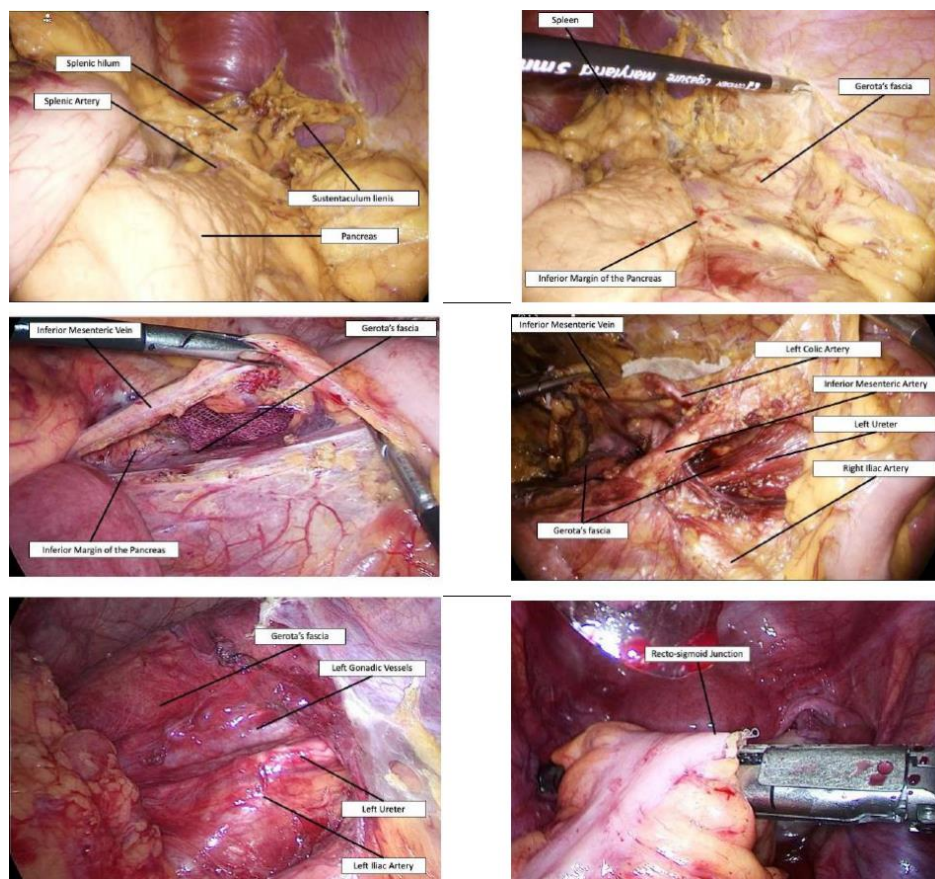 Splenic hilum
Splenic Artery
Sustentaculum lienis
Pancreas
Spleen
Maryland 5mm
Gerota's fascia
Inferior Margin of the Pancreas
Inferior Mesenteric Vein
Gerota's fascia
Inferior Margin of the Pancreas
Inferior Mesenteric Vein
Left Colic Artery
Inferior Mesenteric Artery
Left Ureter
Right Iliac Artery
Gerota's fascia
Gerota's fascia
Left Gonadic Vessels
Left Ureter
Left Iliac Artery
Recto-sigmoid Junction